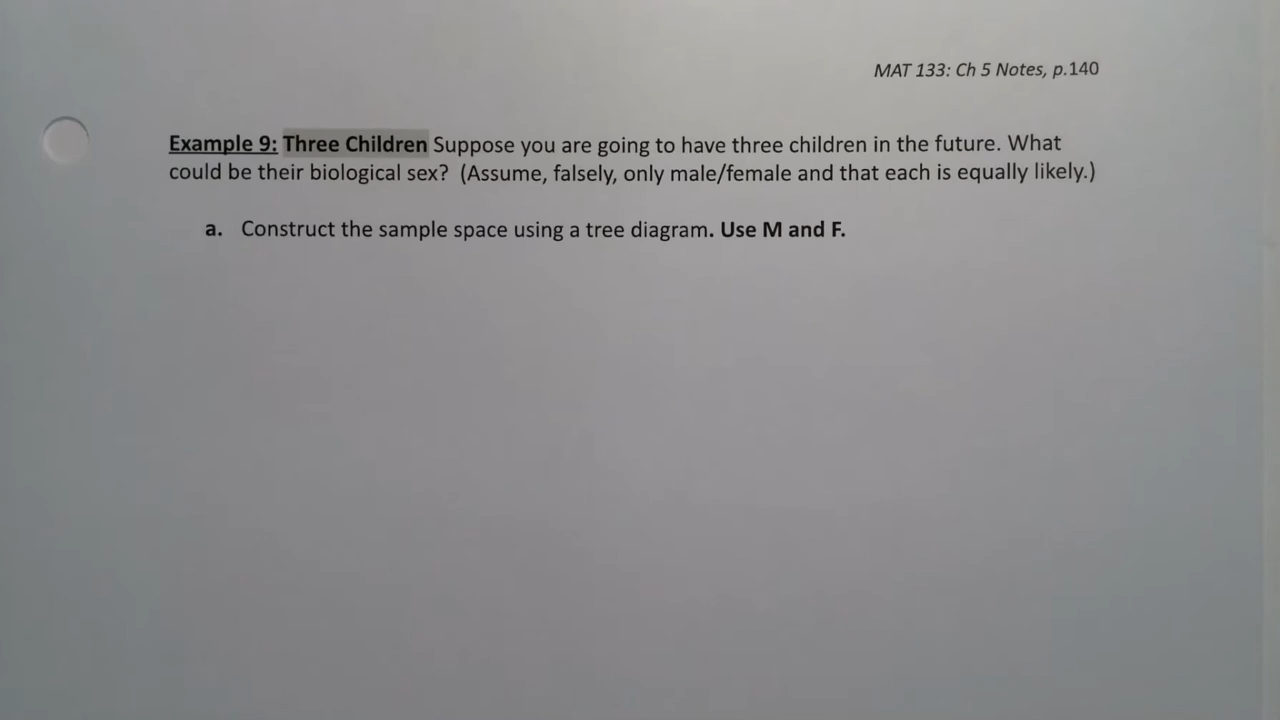 MAT 133: Ch 5 Notes, p.140
Example 9: Three Children Suppose you are going to have three children in the future. What
could be their biological sex? (Assume, falsely, only male/female and that each is equally likely.)
a. Construct the sample space using a tree diagram. Use M and F.